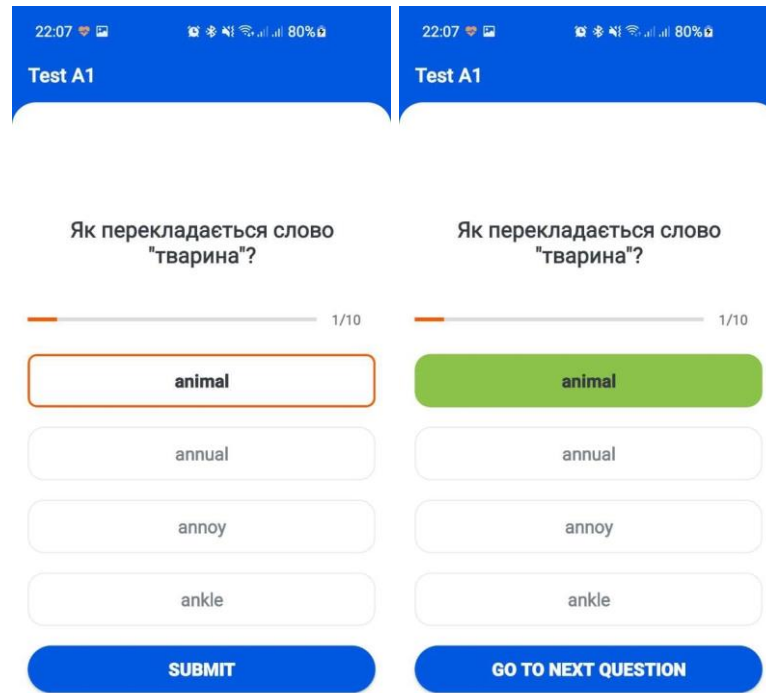 22:07 80%
Test A1
Як перекладається слово
"тварина"?
1/10
animal
annual
annoy
ankle
SUBMIT
22:07 80%
Test A1
Як перекладається слово
"тварина"?
1/10
animal
annual
annoy
ankle
GO TO NEXT QUESTION